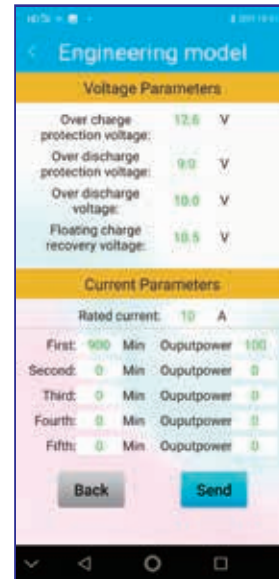 Engineering model
Voltage Parameters
Over charge
protection voltage: 12.6 V
Over discharge
protection voltage: 9.0 V
Over discharge
voltage: 10.0 V
Floating charge
recovery voltage: 10.5 V
Current Parameters
Rated current: 10 A
First: 900 Min Ouputpower 100
Second: 0 Min Ouputpower 0
Third: 0 Min Ouputpower 0
Fourth: 0 Min Ouputpower 0
Fifth: 0 Min Ouputpower 0
Back Send